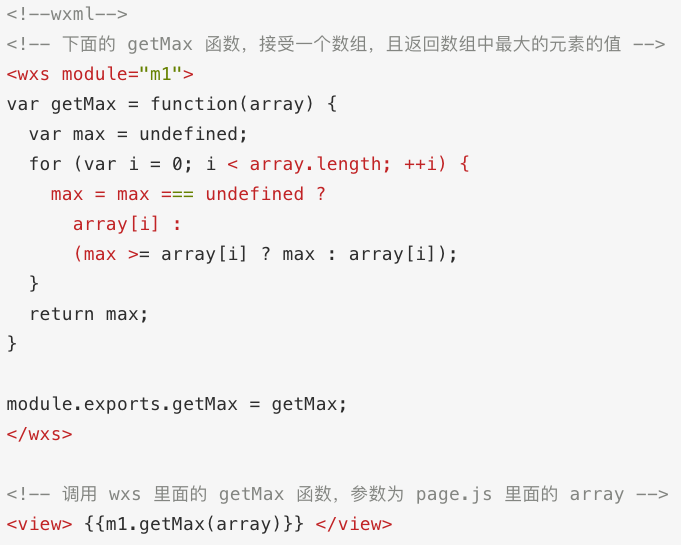 <!--wxml-->
<!-- 下面的 getMax 函数，接受一个数组，且返回数组中最大的元素的值 -->
<wxs module="m1">
var getMax = function(array) {
  var max = undefined;
  for (var i = 0; i < array.length; ++i) {
    max = max === undefined ?
      array[i] :
      (max >= array[i] ? max : array[i]);
  }
  return max;
}

module.exports.getMax = getMax;
</wxs>

<!-- 调用 wxs 里面的 getMax 函数，参数为 page.js 里面的 array -->
<view> {{m1.getMax(array)}} </view>